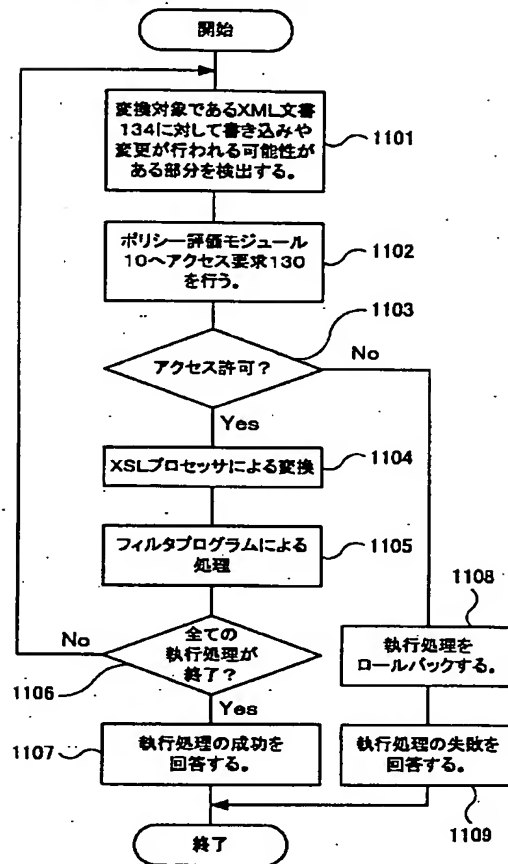 開始
変換対象であるXML文書
134に対して書き込みや
変更が行われる可能性が
ある部分を検出する。
1101
ポリシー評価モジュール
10へアクセス要求130
を行う。
1102
1103
アクセス許可?
No
Yes
XSLプロセッサによる変換
1104
フィルタプログラムによる
処理
1105
1108
No
全ての
執行処理が
終了?
執行処理を
ロールバックする。
1106
Yes
1107
執行処理の成功を
回答する。
執行処理の失敗を
回答する。
1109
終了